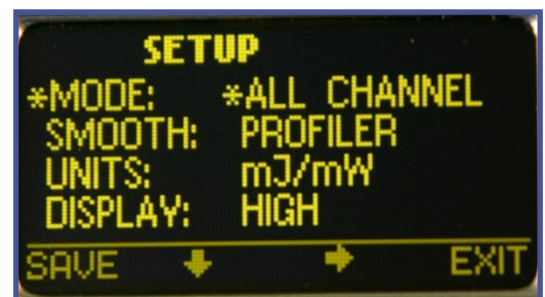 SETUP
*MODE: *ALL CHANNEL
SMOOTH: PROFILER
UNITS: mJ/mW
DISPLAY: HIGH
SAVE EXIT